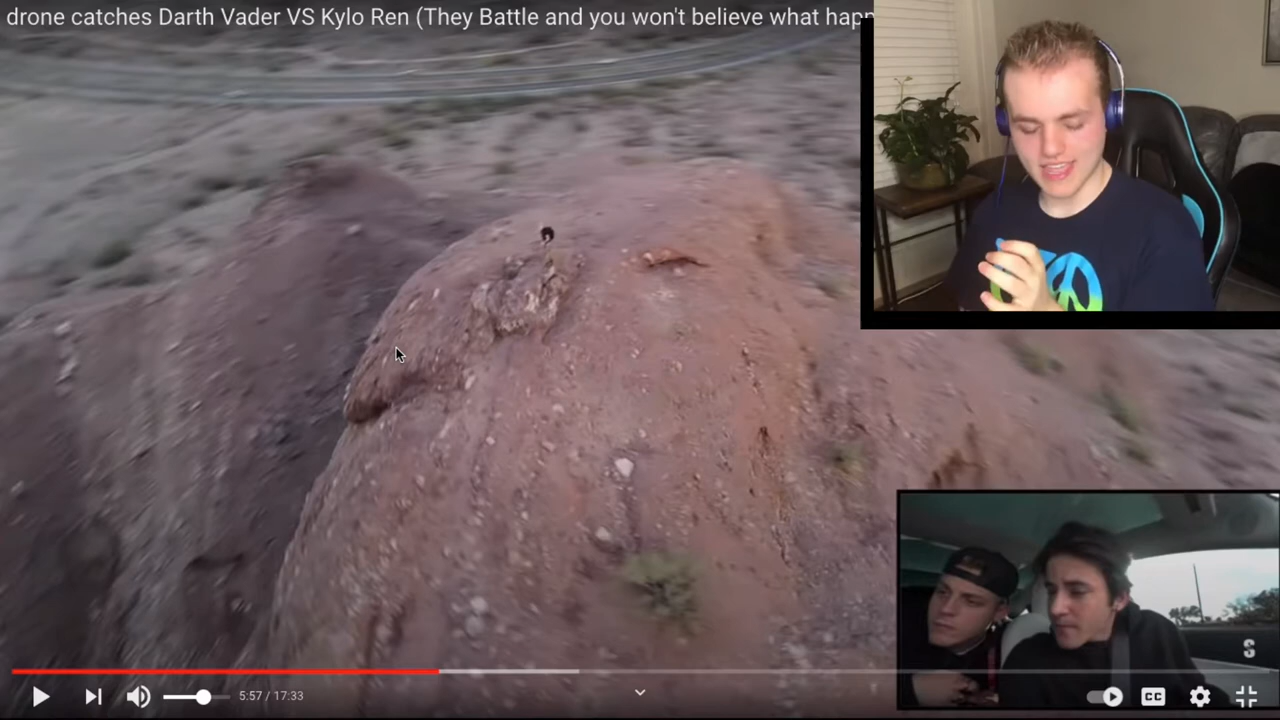 drone catches Darth Vader VS Kylo Ren (They Battle and you won't believe what happ
5:57 / 17:33
CC
S